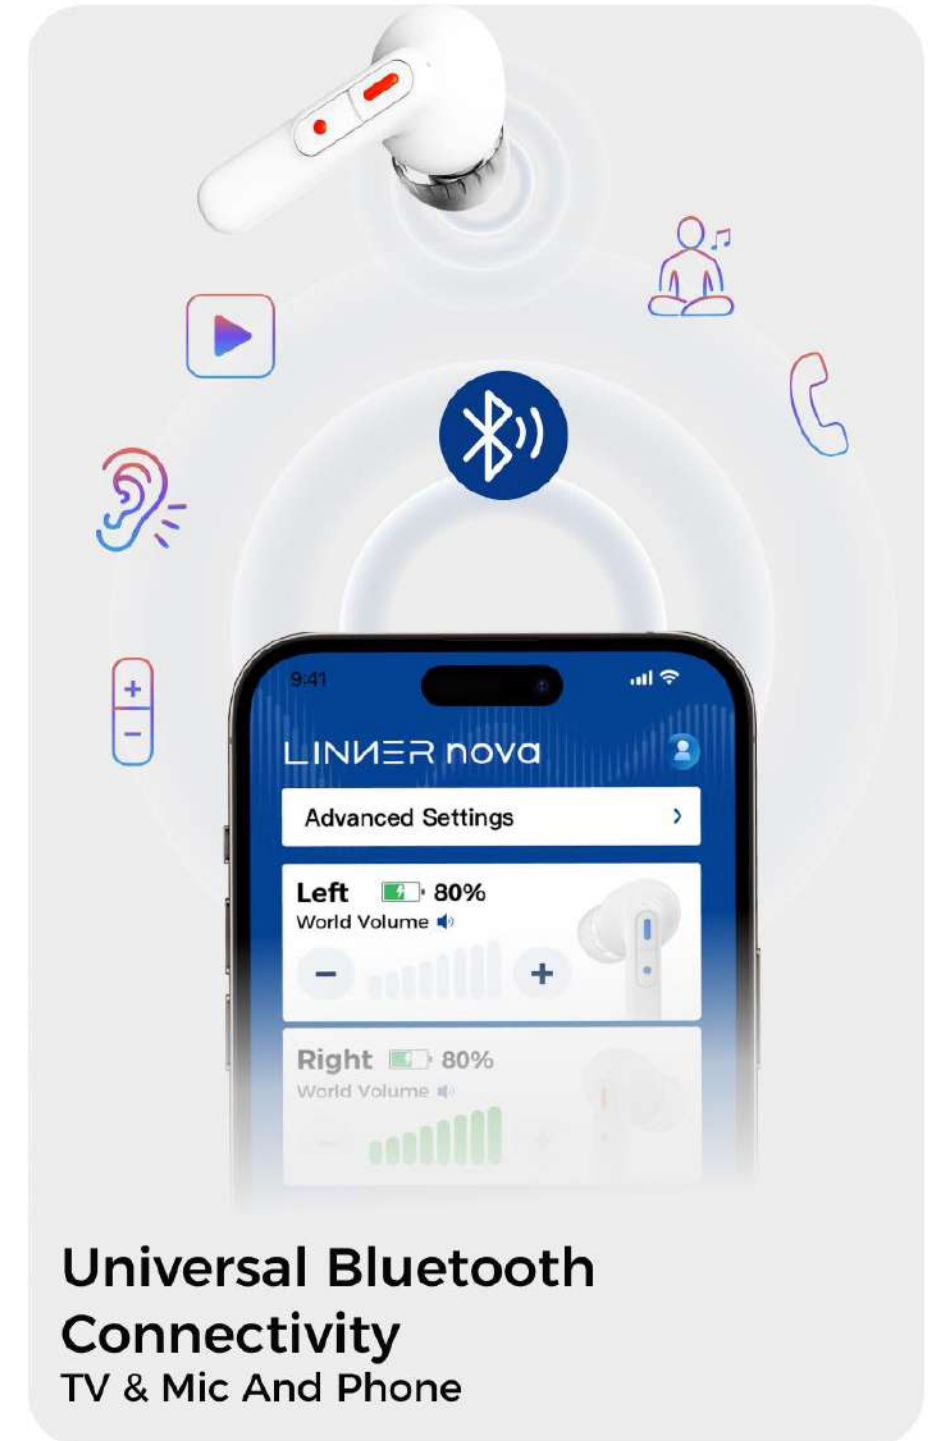 9:41
LINNER nova
Advanced Settings
Left 80%
World Volume
Right 80%
World Volume
Universal Bluetooth
Connectivity
TV & Mic And Phone